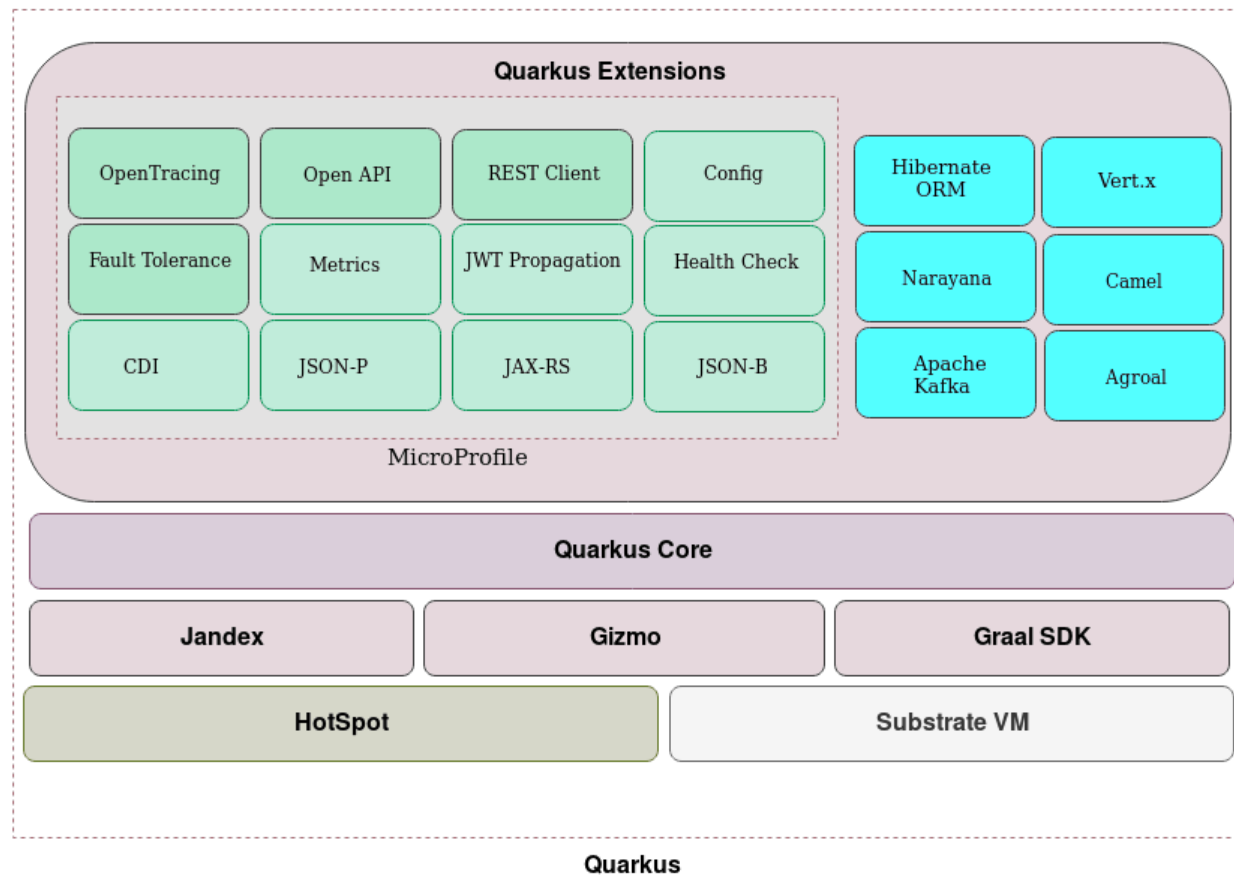 Quarkus Extensions
OpenTracing
Open API
REST Client
Config
Hibernate
ORM
Vert.x
Fault Tolerance
Metrics
JWT Propagation
Health Check
Narayana
Camel
CDI
JSON-P
JAX-RS
JSON-B
Apache
Kafka
Agroal
MicroProfile
Quarkus Core
Jandex
Gizmo
Graal SDK
HotSpot
Substrate VM
Quarkus